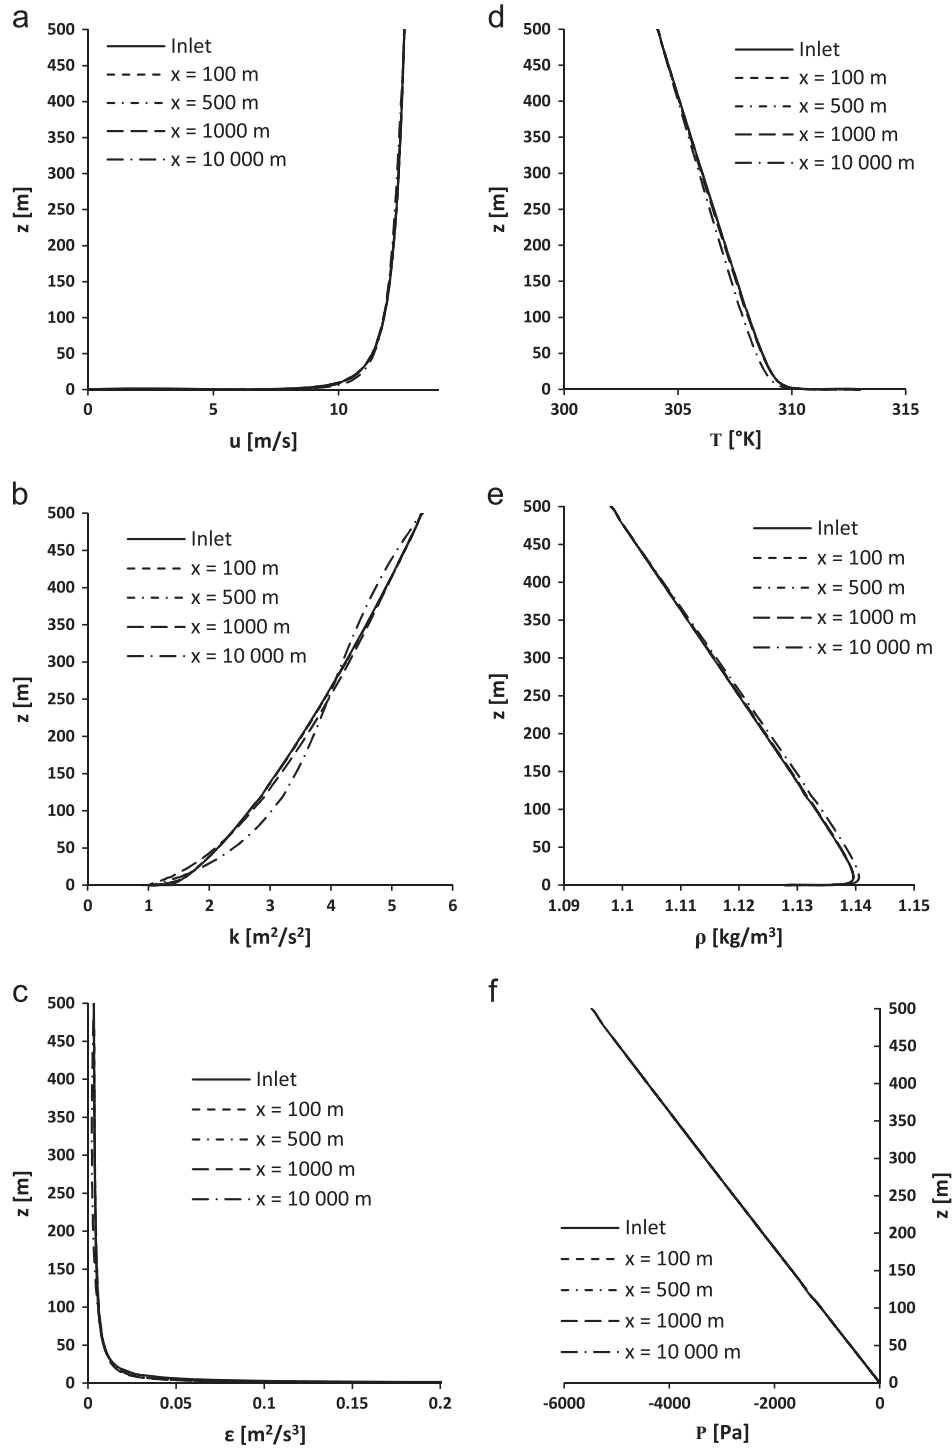 a
500
450
400
350
300
250
200
150
100
50
0
z [m]
Inlet
x = 100 m
x = 500 m
x = 1000 m
x = 10 000 m
0 5 10
u [m/s]
d
500
450
400
350
300
250
200
150
100
50
0
z [m]
Inlet
x = 100 m
x = 500 m
x = 1000 m
x = 10 000 m
300 305 310 315
T [°K]
b
500
450
400
350
300
250
200
150
100
50
0
z [m]
Inlet
x = 100 m
x = 500 m
x = 1000 m
x = 10 000 m
0 1 2 3 4 5 6
k [m²/s²]
e
500
450
400
350
300
250
200
150
100
50
0
z [m]
Inlet
x = 100 m
x = 500 m
x = 1000 m
x = 10 000 m
1.09 1.1 1.11 1.12 1.13 1.14 1.15
ρ [kg/m³]
c
500
450
400
350
300
250
200
150
100
50
0
z [m]
Inlet
x = 100 m
x = 500 m
x = 1000 m
x = 10 000 m
0 0.05 0.1 0.15 0.2
ε [m²/s³]
f
500
450
400
350
300
250
200
150
100
50
0
z [m]
Inlet
x = 100 m
x = 500 m
x = 1000 m
x = 10 000 m
-6000 -4000 -2000 0
P [Pa]